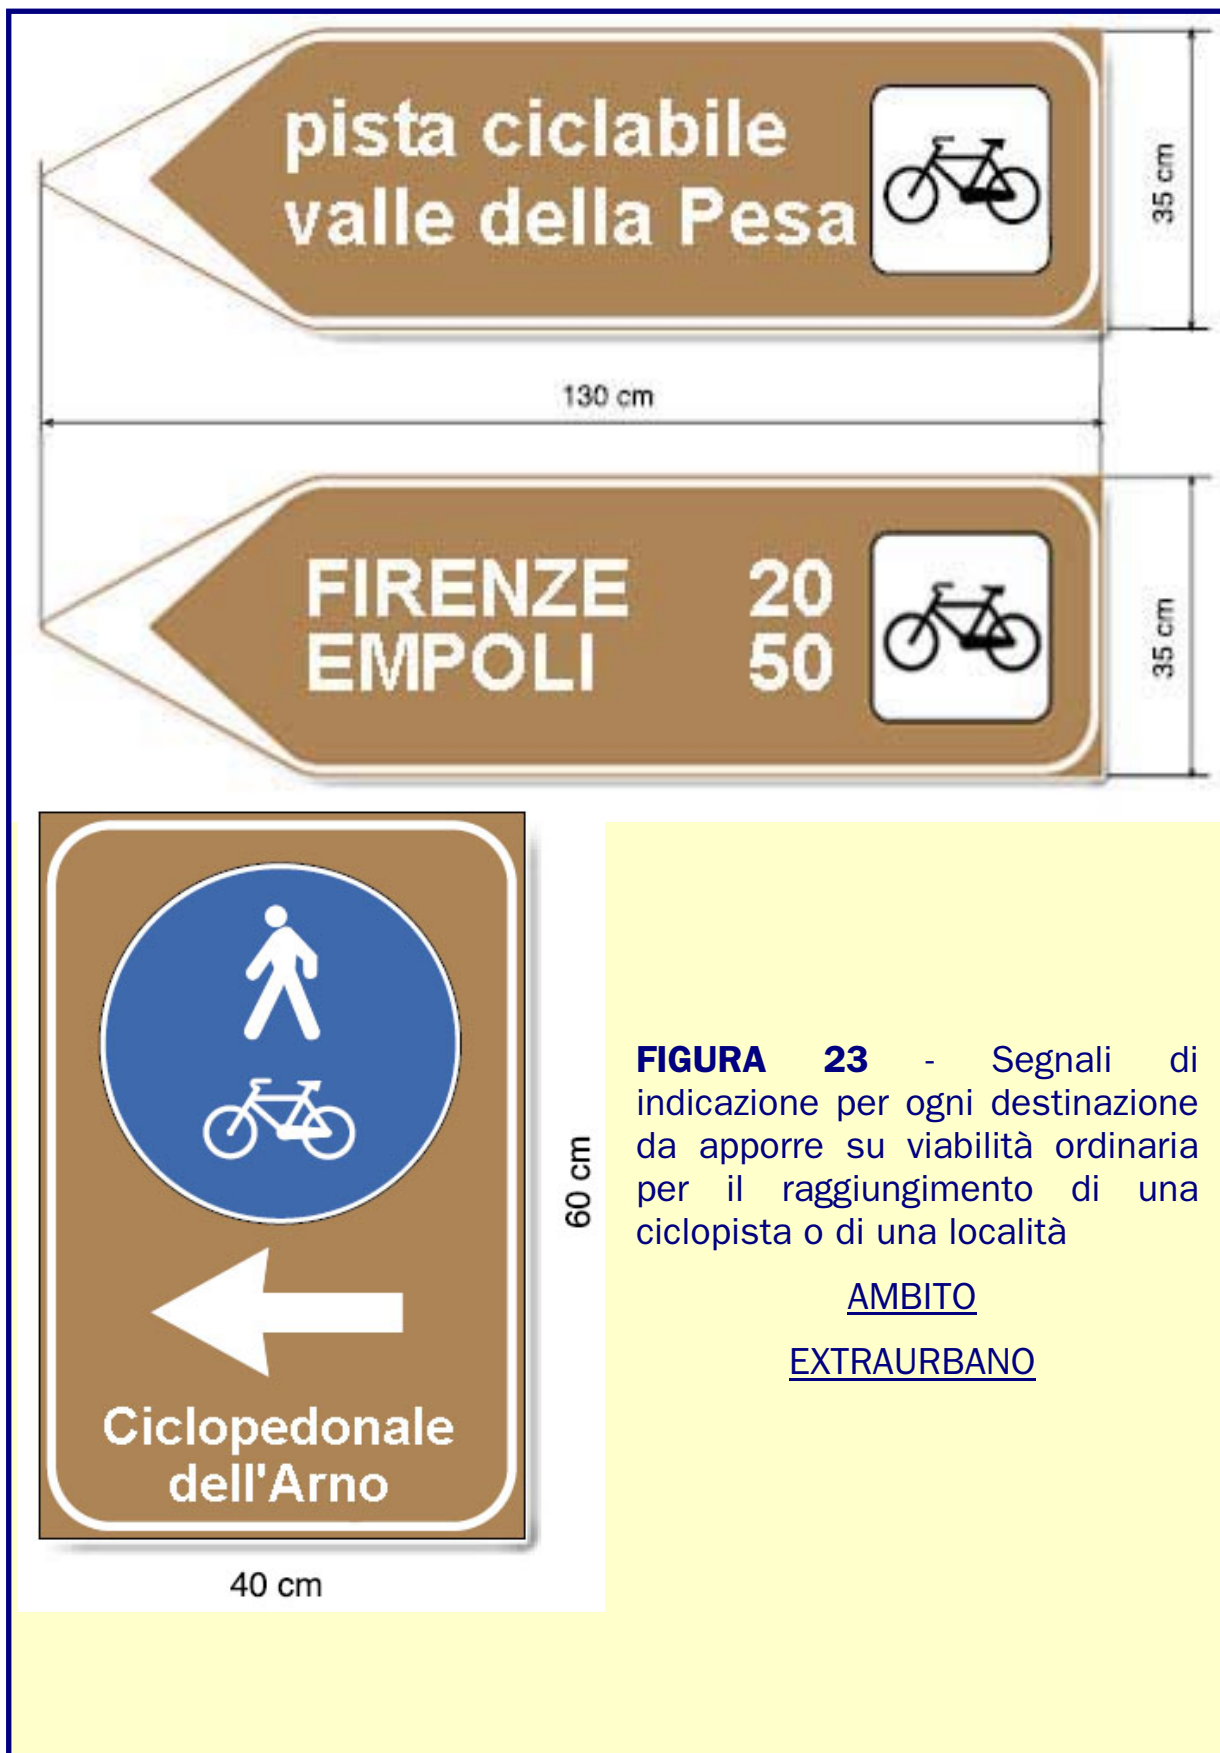 pista ciclabile
valle della Pesa
35 cm
130 cm
FIRENZE 20
EMPOLI 50
35 cm
Ciclopedonale
dell'Arno
60 cm
40 cm
FIGURA 23 - Segnali di
indicazione per ogni destinazione
da apporre su viabilità ordinaria
per il raggiungimento di una
ciclopista o di una località
AMBITO
EXTRAURBANO